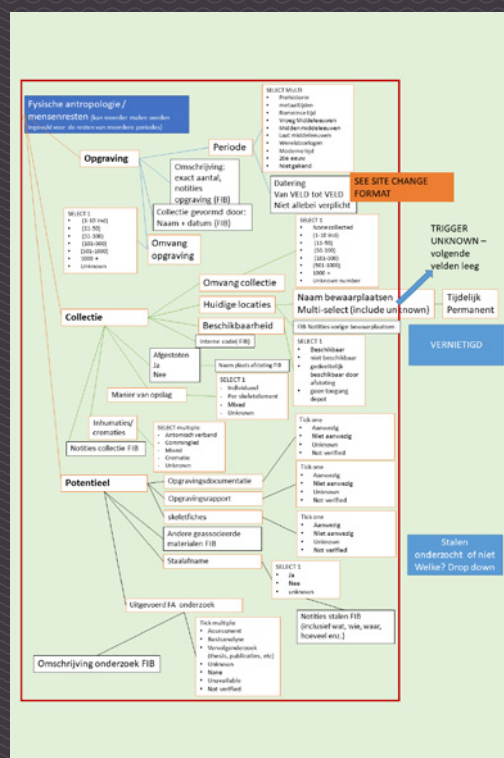 Fysische antropologie /
mensenresten (kan meerder malen worden
ingevuld voor de resten van meerdere periodes)
Opgraving
Periode
SELECT MULTI
Prehistorie
metaaltijden
Romeinse tijd
Vroeg Middeleeuwen
Midden middeleeuwen
Laat middeleeuwen
Wereldoorlogen
Moderne tijd
20e eeuw
Niet gekend
Omschrijving:
exact aantal,
notities
opgraving (FIB)
Datering
Van VELD tot VELD
Niet allebei verplicht
SEE SITE CHANGE
FORMAT
Collectie gevormd door:
Naam + datum (FIB)
SELECT 1
(1-10 ind)
(11-50)
(51-100)
(101-500)
(501-1000)
1000 +
Unknown
Omvang
opgraving
SELECT 1
None collected
(1-10 ind)
(11-50)
(51-100)
(101-500)
(501-1000)
1000 +
Unknown number
TRIGGER
UNKNOWN –
volgende
velden leeg
Omvang collectie
Huidige locaties
Naam bewaarplaatsen
Multi-select (include unknown)
Tijdelijk
Permanent
Collectie
Beschikbaarheid
FIB Notities vorige bewaarplaatsen
VERNIETIGD
Interne code (FIB)
SELECT 1
Beschikbaar
niet beschikbaar
gedeeltelijk
beschikbaar door
afstoting
geen toegang
depot
Afgestoten
Ja
Nee
Naam plaats afstoting FIB
Manier van opslag
SELECT 1
Individueel
Per skeletelement
Mixed
Unknown
Inhumaties/
crematies
Notities collectie FIB
SELECT multiple
Antomisch verband
Commingled
Mixed
Crematie
Unknown
Tick one
Aanwezig
Niet aanwezig
Unknown
Not verified
Potentieel
Opgravingsdocumentatie
Opgravingsrapport
Tick one
Aanwezig
Niet aanwezig
Unknown
Not verified
skeletfiches
Tick one
Aanwezig
Niet aanwezig
Unknown
Not verified
Andere geassocieerde
materialen FIB
Staalafname
Stalen
onderzocht of niet
Welke? Drop down
SELECT 1
Ja
Nee
unknown
Uitgevoerd FA onderzoek
Notities stalen FIB
(inclusief wat, wie, waar,
hoeveel enz.)
Tick multiple
Assessment
Basisanalyse
Vervolgonderzoek
(thesis, publicaties, etc)
Unknown
None
Unavailable
Not verified
Omschrijving onderzoek FIB